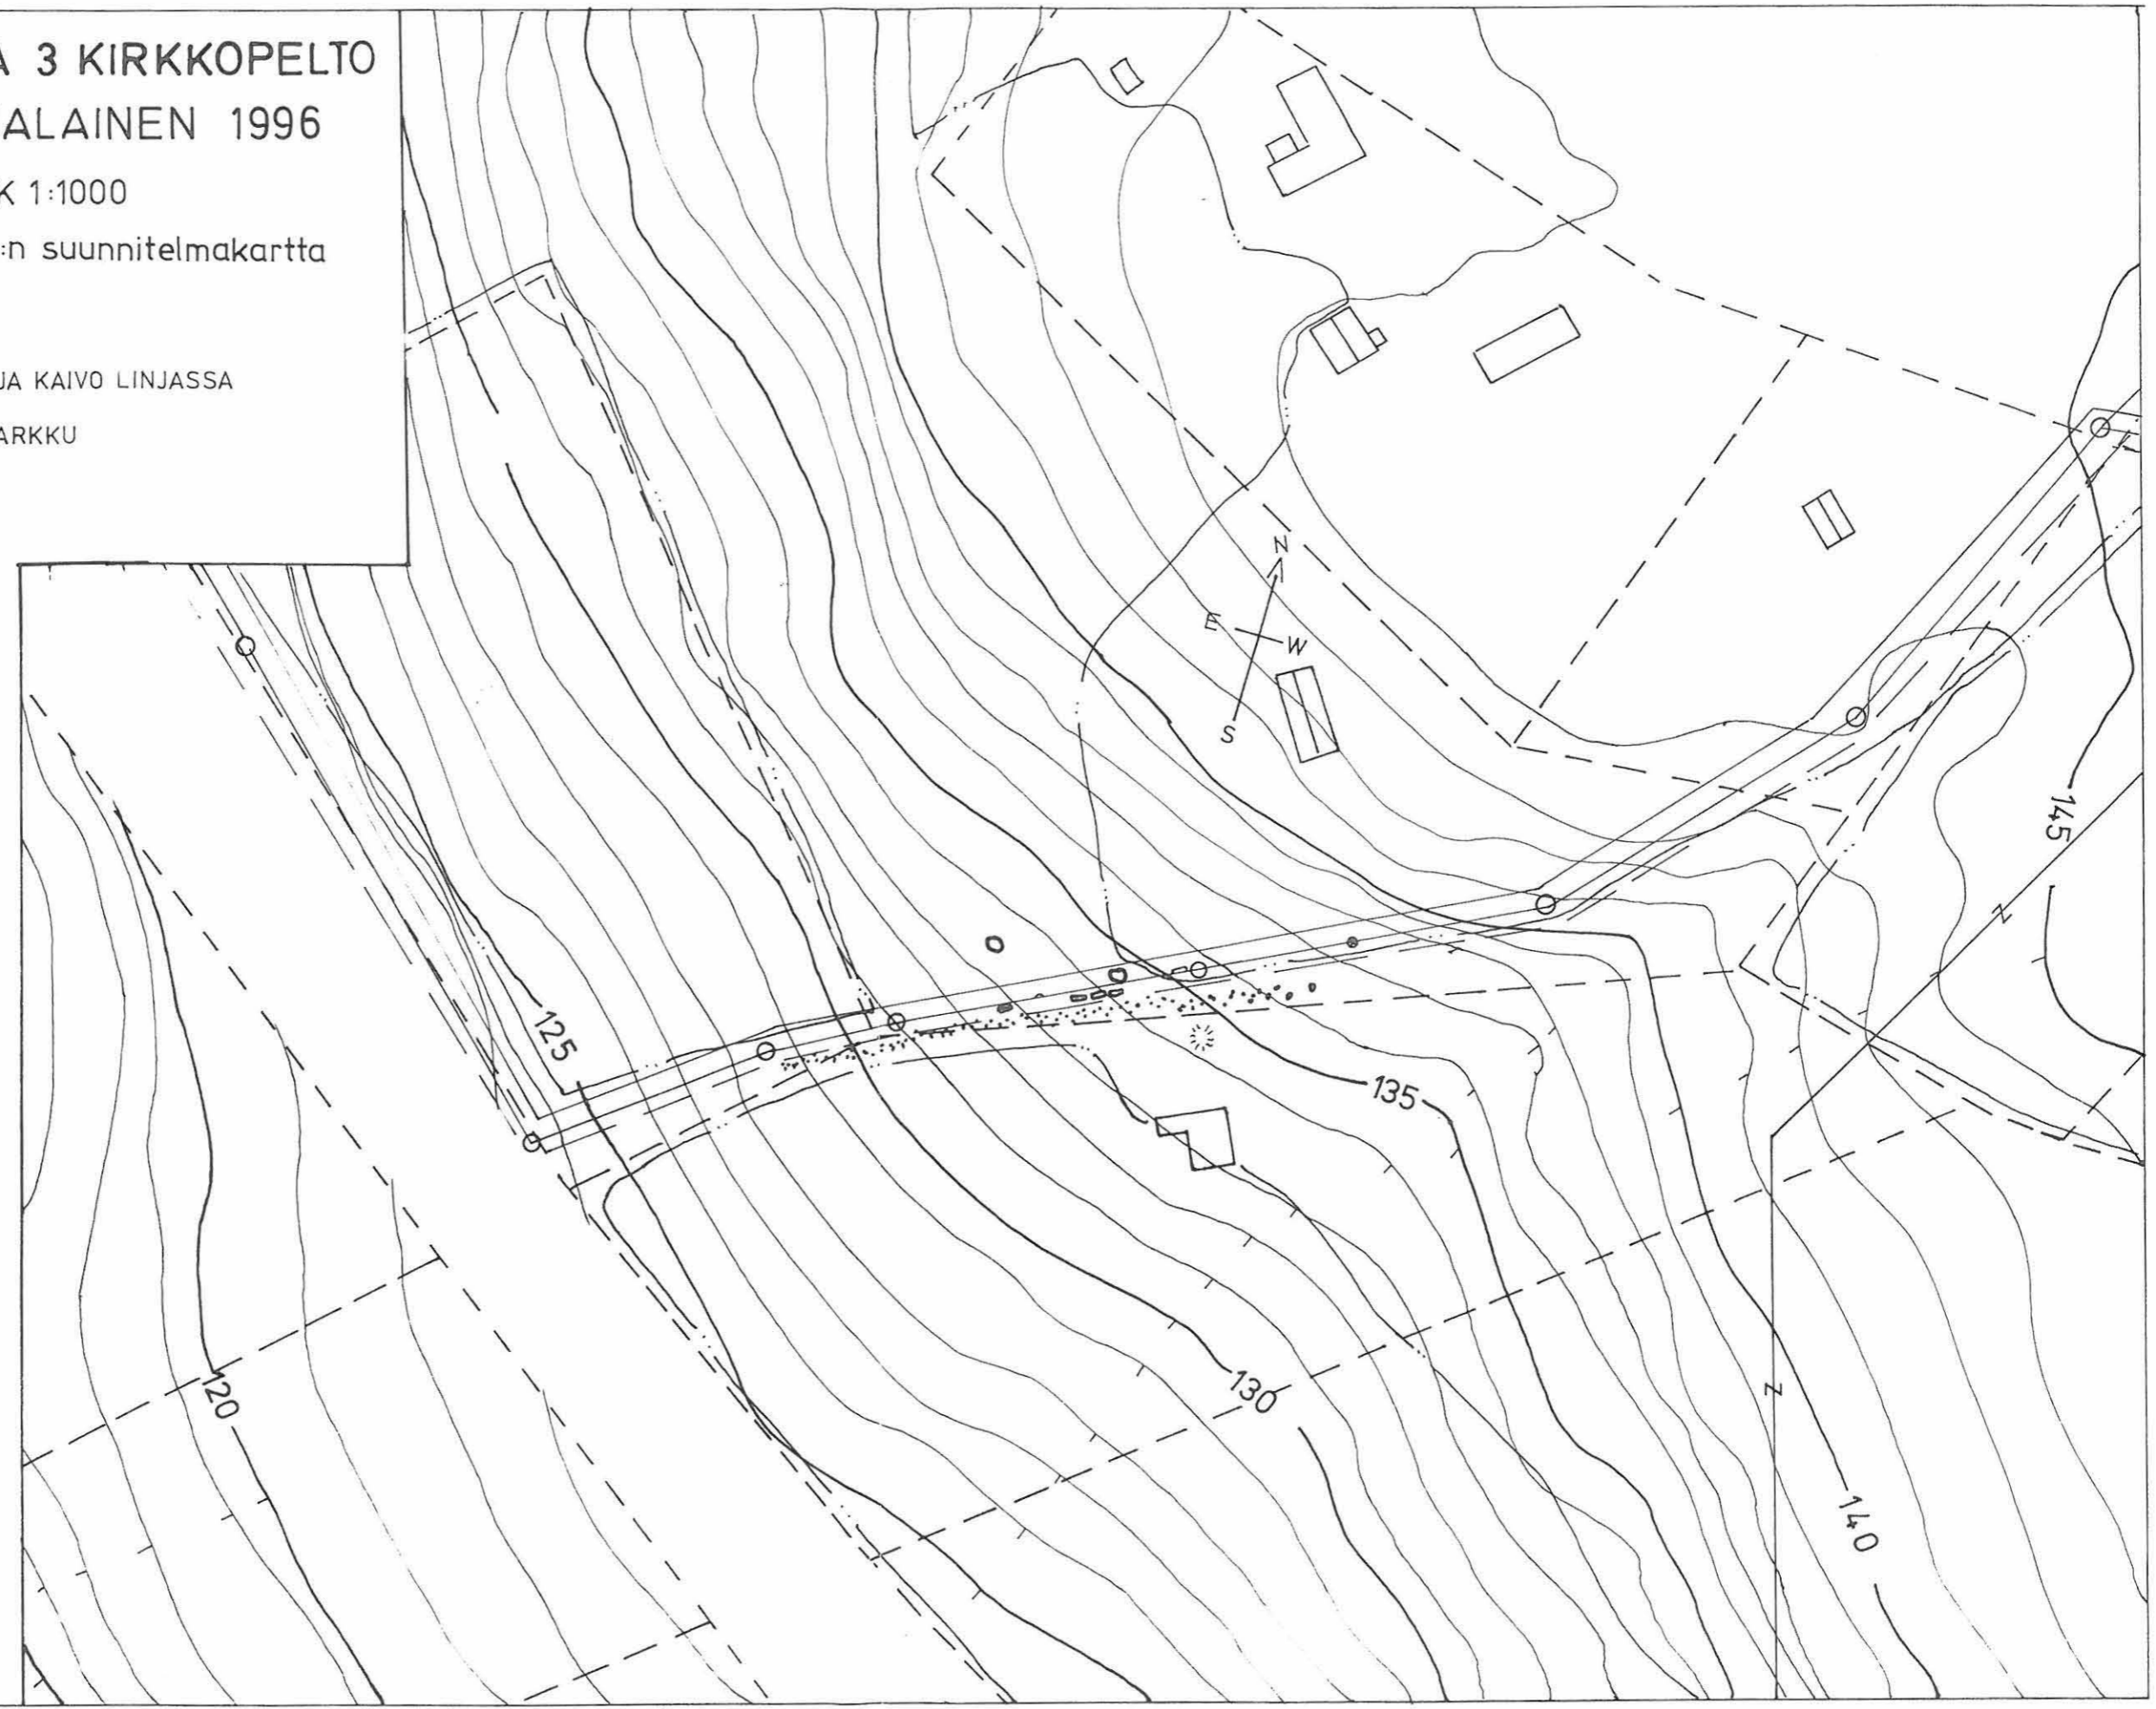 A 3 KIRKKOPELTO
ALAINEN 1996
K 1:1000
:n suunnitelmakartta
JA KAIVO LINJASSA
ARKKU
N
E
W
S
145
Z
125
135
130
120
Z
140